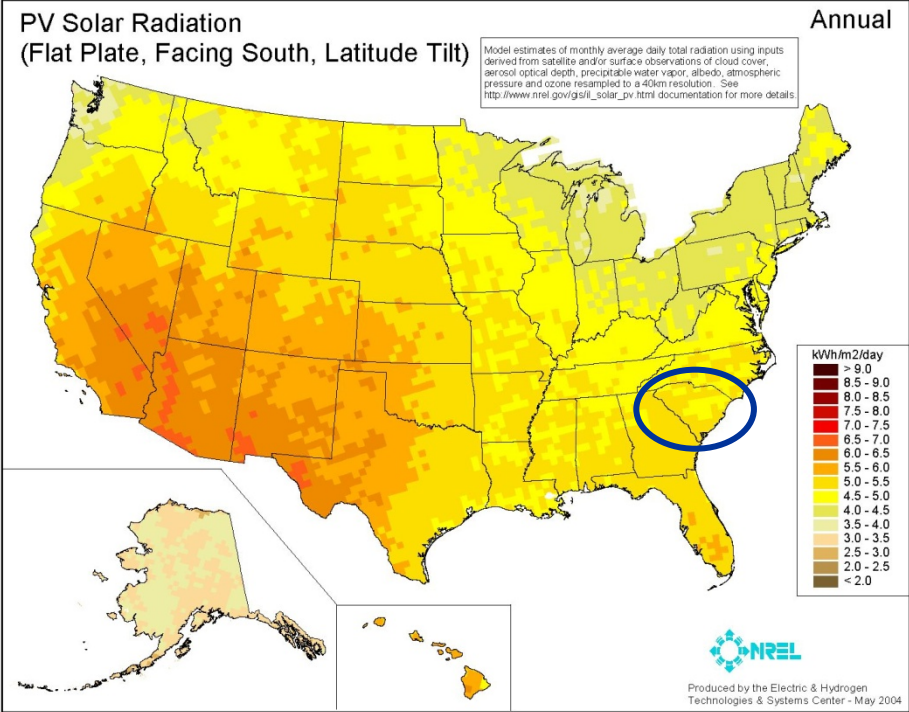 PV Solar Radiation
(Flat Plate, Facing South, Latitude Tilt)
Annual
Model estimates of monthly average daily total radiation using inputs
derived from satellite and/or surface observations of cloud cover,
aerosol optical depth, precipitable water vapor, albedo, atmospheric
pressure and ozone resampled to a 40km resolution. See
http://www.nrel.gov/gis/il_solar_pv.html documentation for more details.
kWh/m2/day
> 9.0
8.5 - 9.0
8.0 - 8.5
7.5 - 8.0
7.0 - 7.5
6.5 - 7.0
6.0 - 6.5
5.5 - 6.0
5.0 - 5.5
4.5 - 5.0
4.0 - 4.5
3.5 - 4.0
3.0 - 3.5
2.5 - 3.0
2.0 - 2.5
< 2.0
NREL
Produced by the Electric & Hydrogen
Technologies & Systems Center - May 2004